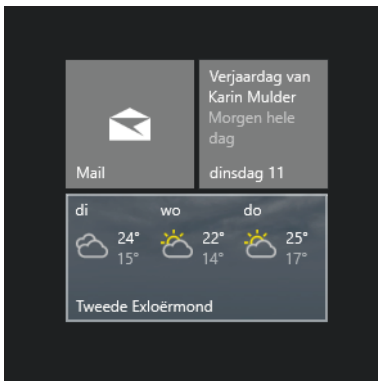 Mail
Verjaardag van
Karin Mulder
Morgen hele
dag
dinsdag 11
di wo do
24° 22° 25°
15° 14° 17°
Tweede Exloërmond